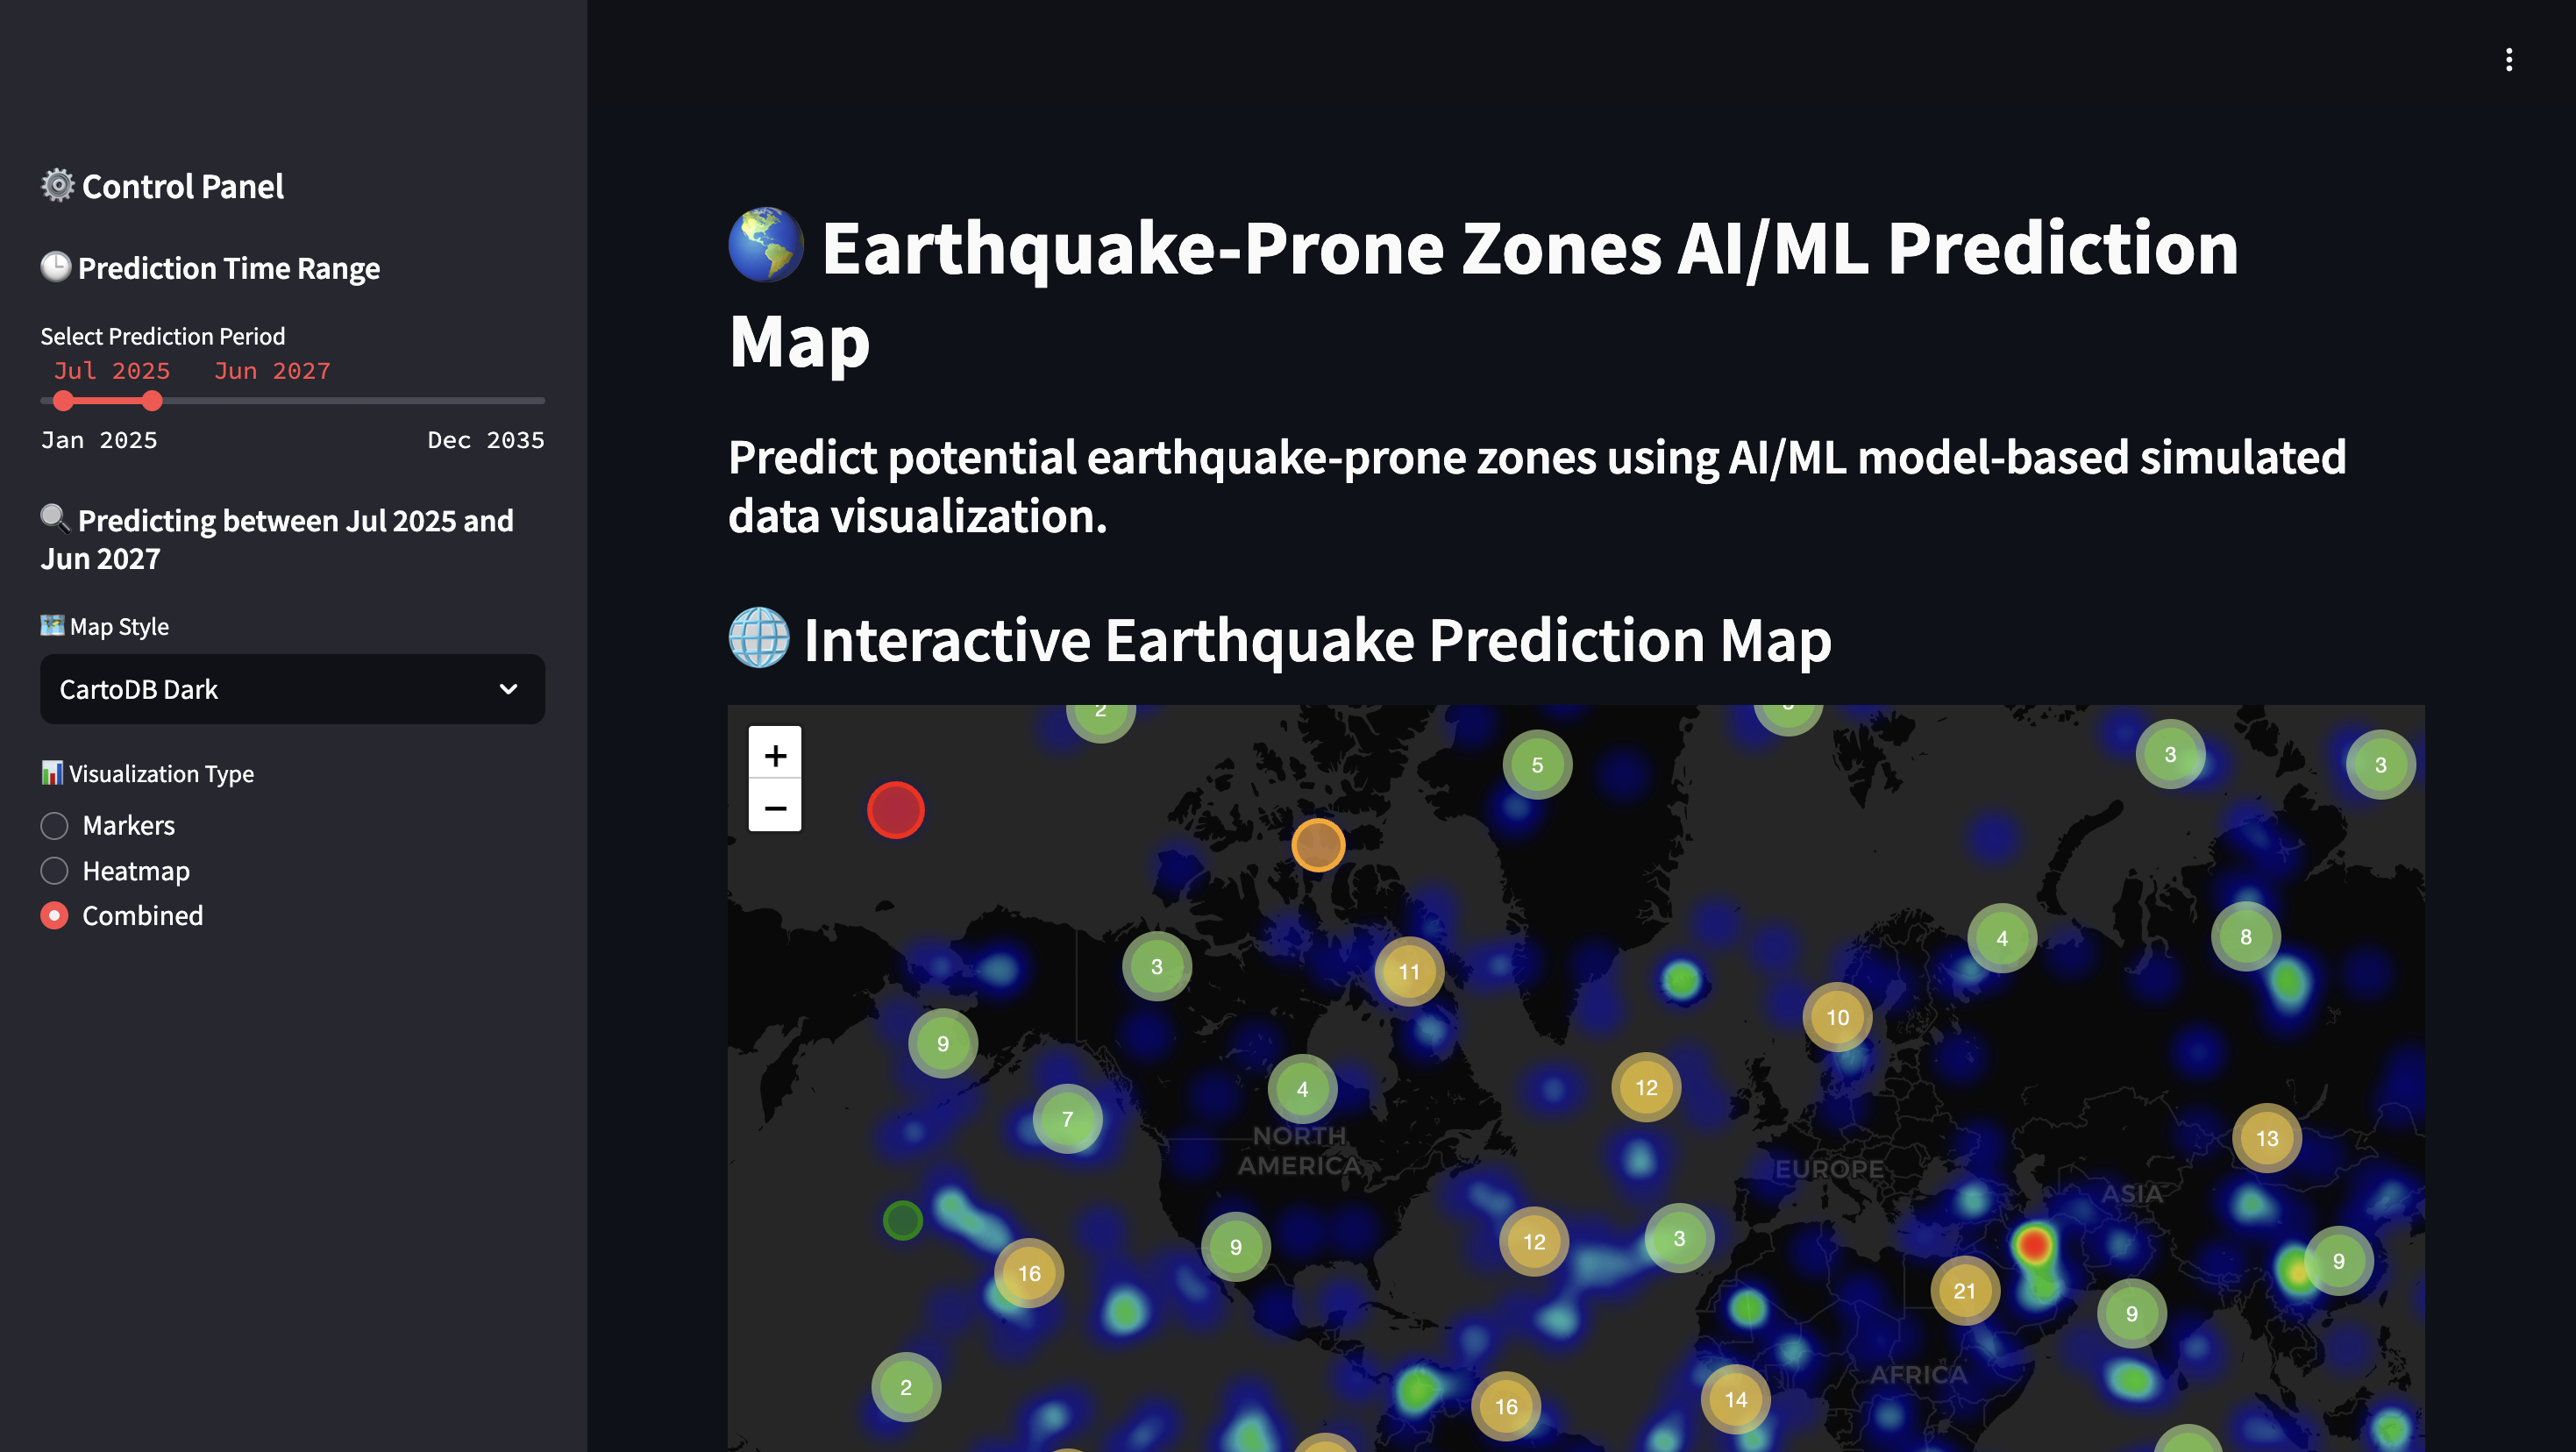 Control Panel
Prediction Time Range
Select Prediction Period
Jul 2025 Jun 2027
Jan 2025 Dec 2035
Predicting between Jul 2025 and
Jun 2027
Map Style
CartoDB Dark
Visualization Type
Markers
Heatmap
Combined
Earthquake-Prone Zones AI/ML Prediction
Map
Predict potential earthquake-prone zones using AI/ML model-based simulated
data visualization.
Interactive Earthquake Prediction Map
+
−
2
5
3
3
3
11
4
8
9
10
7
4
12
13
NORTH
AMERICA
EUROPE
ASIA
16
9
12
3
21
9
9
2
16
14
AFRICA